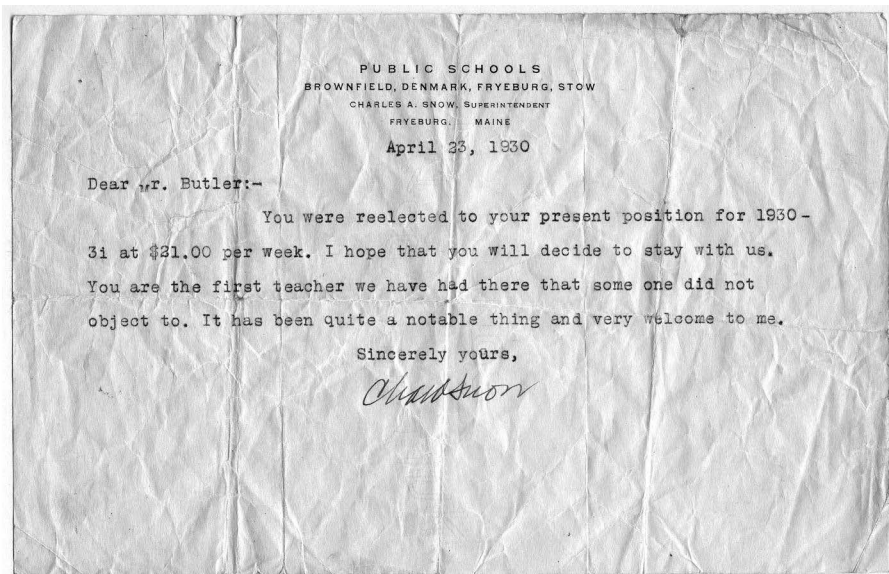 PUBLIC SCHOOLS
BROWNFIELD, DENMARK, FRYEBURG, STOW
CHARLES A. SNOW, SUPERINTENDENT
FRYEBURG, MAINE
April 23, 1930
Dear Mr. Butler:-
You were reelected to your present position for 1930-
3i at $21.00 per week. I hope that you will decide to stay with us.
You are the first teacher we have had there that some one did not
object to. It has been quite a notable thing and very welcome to me.
Sincerely yours,
Chas A Snow